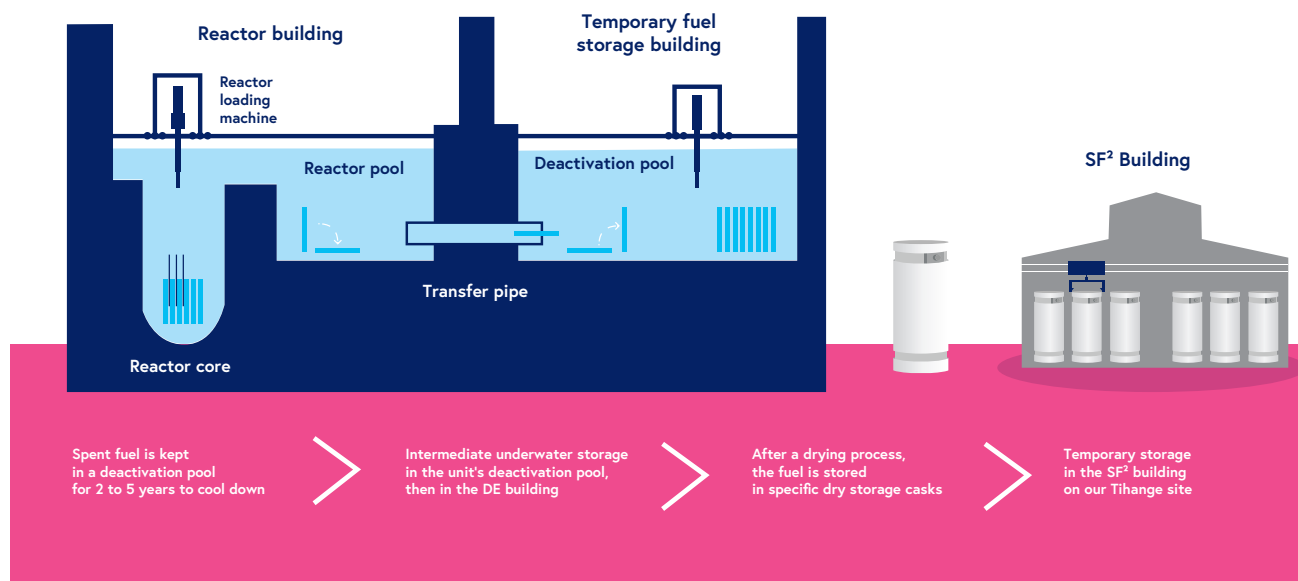 Reactor building
Temporary fuel
storage building
Reactor
loading
machine
Reactor pool
Deactivation pool
SF² Building
Transfer pipe
Reactor core
Spent fuel is kept
in a deactivation pool
for 2 to 5 years to cool down
Intermediate underwater storage
in the unit's deactivation pool,
then in the DE building
After a drying process,
the fuel is stored
in specific dry storage casks
Temporary storage
in the SF² building
on our Tihange site